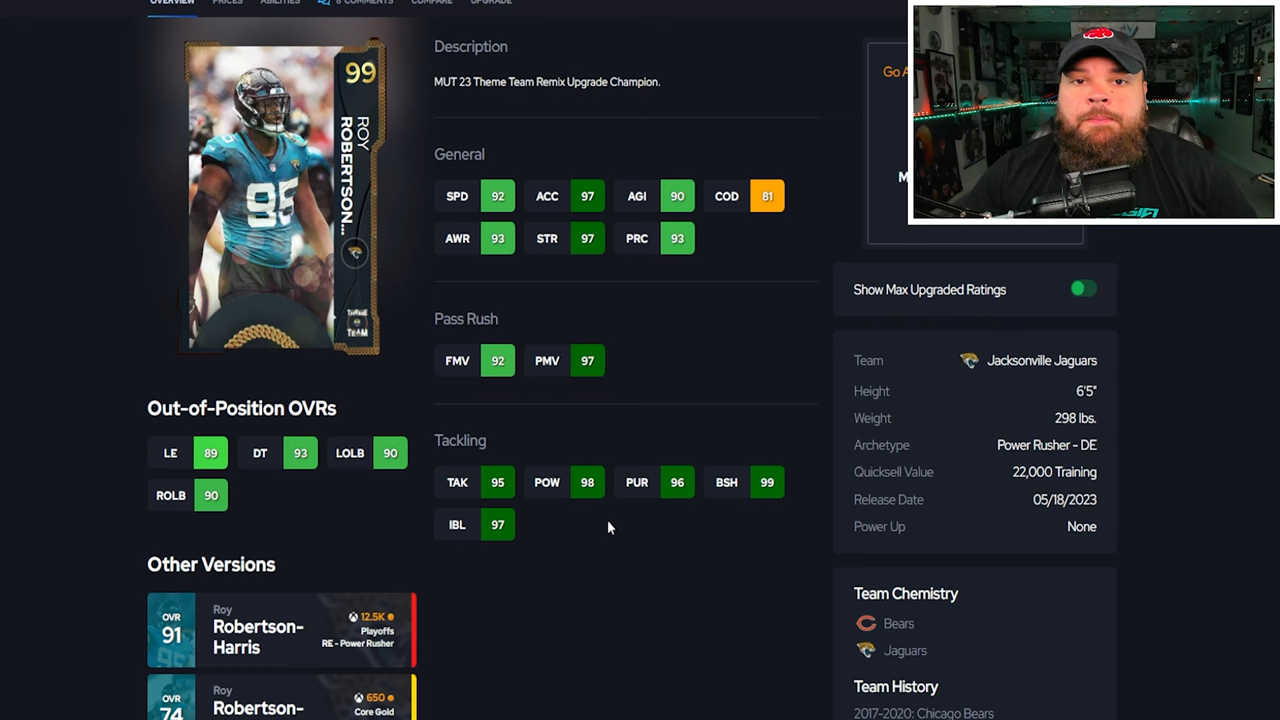 OVERVIEW PRICES ABILITIES 8 COMMENTS COMPARE UPGRADE
99
ROY
ROBERTSON...
95
THEME
TEAM
Description
MUT 23 Theme Team Remix Upgrade Champion.
General
SPD 92 ACC 97 AGI 90 COD 81
AWR 93 STR 97 PRC 93
Pass Rush
FMV 92 PMV 97
Tackling
TAK 95 POW 98 PUR 96 BSH 99
IBL 97
Out-of-Position OVRs
LE 89 DT 93 LOLB 90
ROLB 90
Other Versions
OVR
91
Roy
Robertson-
Harris
12.5K
Playoffs
RE - Power Rusher
OVR
74
Roy
Robertson-
650
Core Gold
Go
Show Max Upgraded Ratings
Team Jacksonville Jaguars
Height 6'5"
Weight 298 lbs.
Archetype Power Rusher - DE
Quicksell Value 22,000 Training
Release Date 05/18/2023
Power Up None
Team Chemistry
Bears
Jaguars
Team History
2017-2020: Chicago Bears